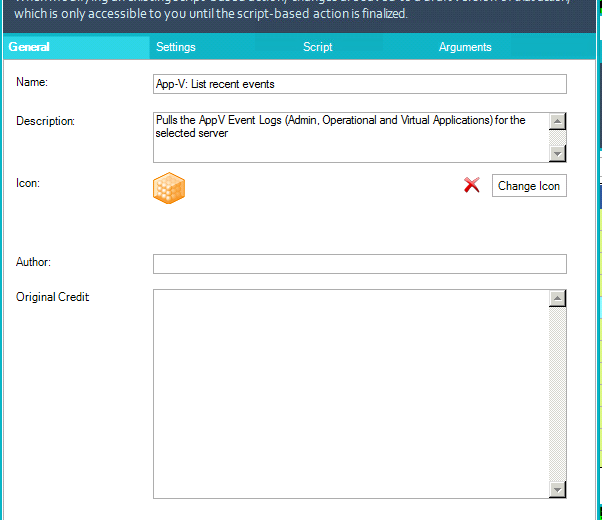 which is only accessible to you until the script-based action is finalized.
General Settings Script Arguments
Name: App-V: List recent events
Description: Pulls the AppV Event Logs (Admin, Operational and Virtual Applications) for the
selected server
Icon: Change Icon
Author:
Original Credit